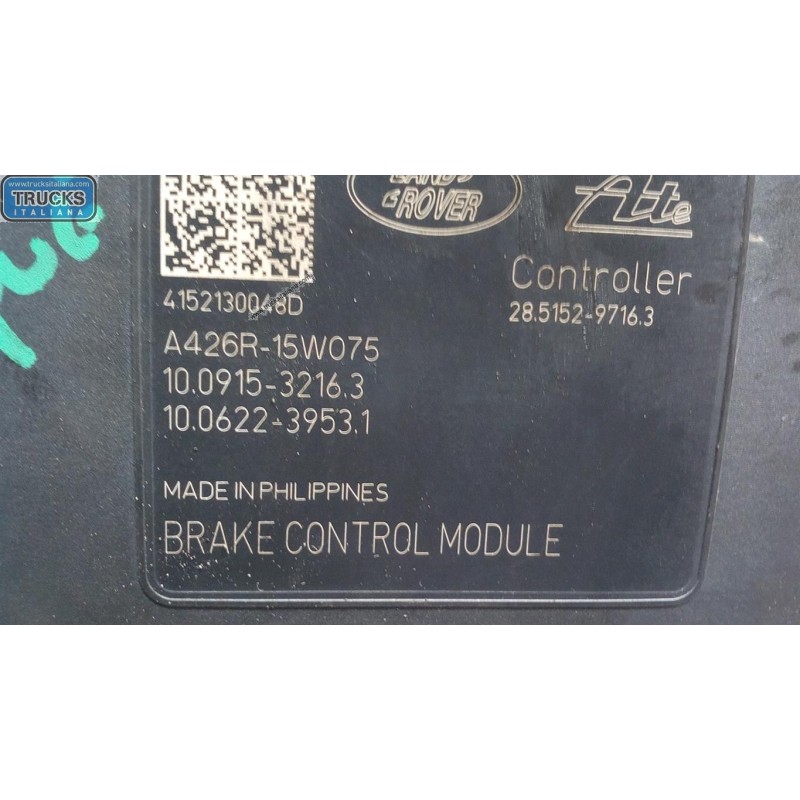 www.trucksitaliana.com
TRUCKS
ITALIANA
LAND
ROVER
Ate
Controller
28.5152-9716.3
4152130048D
A426R-15W075
10.0915-3216.3
10.0622-3953.1
MADE IN PHILIPPINES
BRAKE CONTROL MODULE